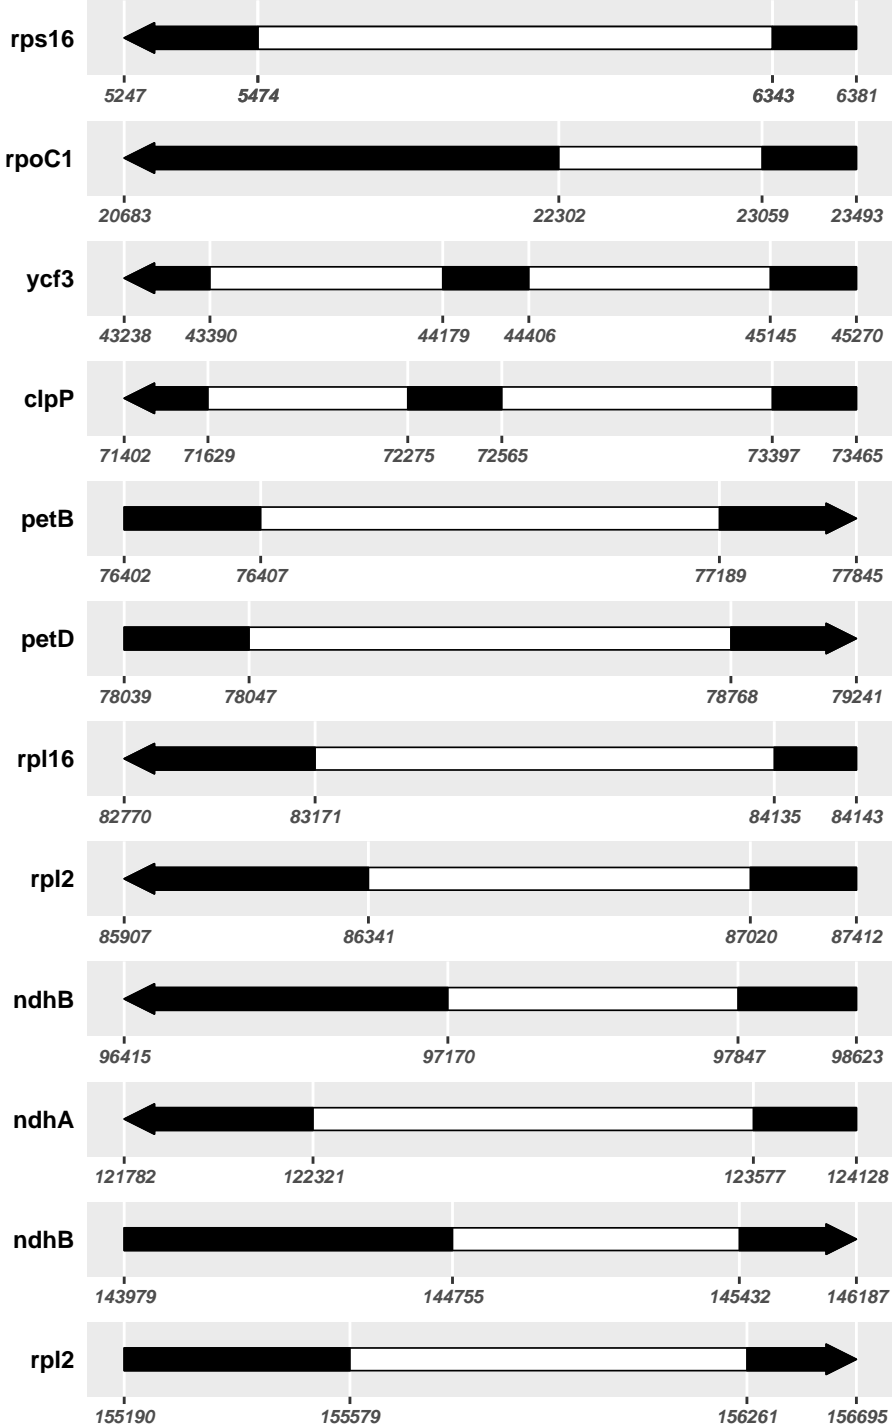 rps16
5247 5474 6343 6381
rpoC1
20683 22302 23059 23493
ycf3
43238 43390 44179 44406 45145 45270
clpP
71402 71629 72275 72565 73397 73465
petB
76402 76407 77189 77845
petD
78039 78047 78768 79241
rpl16
82770 83171 84135 84143
rpl2
85907 86341 87020 87412
ndhB
96415 97170 97847 98623
ndhA
121782 122321 123577 124128
ndhB
143979 144755 145432 146187
rpl2
155190 155579 156261 156695